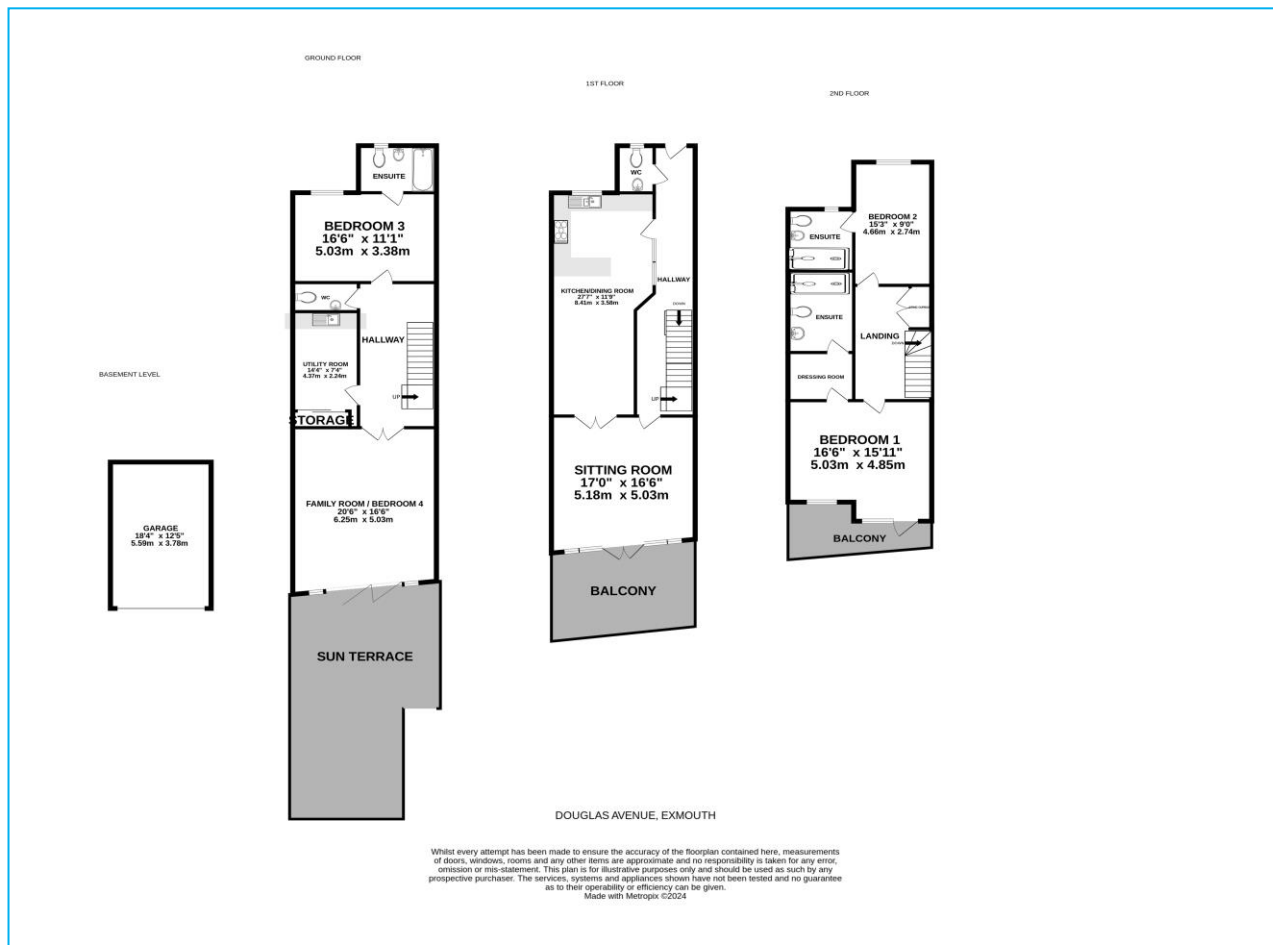 GROUND FLOOR
ENSUITE
BEDROOM 3
16'6" x 11'1"
5.03m x 3.38m
WC
HALLWAY
UTILITY ROOM
14'4" x 7'4"
4.37m x 2.24m
UP
STORAGE
FAMILY ROOM / BEDROOM 4
20'6" x 16'6"
6.25m x 5.03m
SUN TERRACE
BASEMENT LEVEL
GARAGE
18'4" x 12'5"
5.59m x 3.78m
1ST FLOOR
WC
HALLWAY
KITCHEN/DINING ROOM
27'7" x 11'9"
8.41m x 3.58m
DOWN
UP
SITTING ROOM
17'0" x 16'6"
5.18m x 5.03m
BALCONY
2ND FLOOR
BEDROOM 2
15'3" x 9'0"
4.66m x 2.74m
ENSUITE
ENSUITE
LANDING
DOWN
DRESSING ROOM
BEDROOM 1
16'6" x 15'11"
5.03m x 4.85m
BALCONY
DOUGLAS AVENUE, EXMOUTH
Whilst every attempt has been made to ensure the accuracy of the floorplan contained here, measurements
of doors, windows, rooms and any other items are approximate and no responsibility is taken for any error,
omission or mis-statement. This plan is for illustrative purposes only and should be used as such by any
prospective purchaser. The services, systems and appliances shown have not been tested and no guarantee
as to their operability or efficiency can be given.
Made with Metropix ©2024